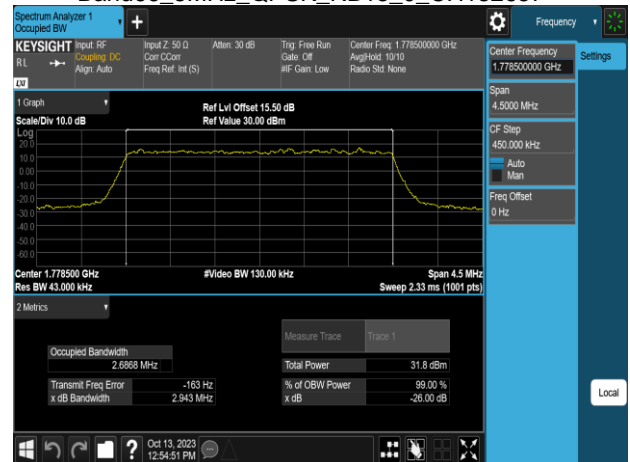 Spectrum Analyzer 1
Occupied BW
Frequency
KEYSIGHT
RL
LXI
Input: RF
Coupling: DC
Align: Auto
Input Z: 50 Ω
Corr CCorr
Freq Ref: Int (S)
Atten: 30 dB
Trig: Free Run
Gate: Off
#IF Gain: Low
Center Freq: 1.778500000 GHz
Avg|Hold: 10/10
Radio Std: None
Center Frequency
1.778500000 GHz
Settings
Span
4.5000 MHz
CF Step
450.000 kHz
Auto
Man
Freq Offset
0 Hz
1 Graph
Scale/Div 10.0 dB
Ref Lvl Offset 15.50 dB
Ref Value 30.00 dBm
Log
20.0
10.0
0.00
-10.0
-20.0
-30.0
-40.0
-50.0
-60.0
Center 1.778500 GHz
#Video BW 130.00 kHz
Span 4.5 MHz
Res BW 43.000 kHz
Sweep 2.33 ms (1001 pts)
2 Metrics
Measure Trace
Trace 1
Occupied Bandwidth
2.6868 MHz
Total Power
31.8 dBm
Transmit Freq Error
-163 Hz
% of OBW Power
99.00 %
x dB Bandwidth
2.943 MHz
x dB
-26.00 dB
Local
?
Oct 13, 2023
12:54:51 PM